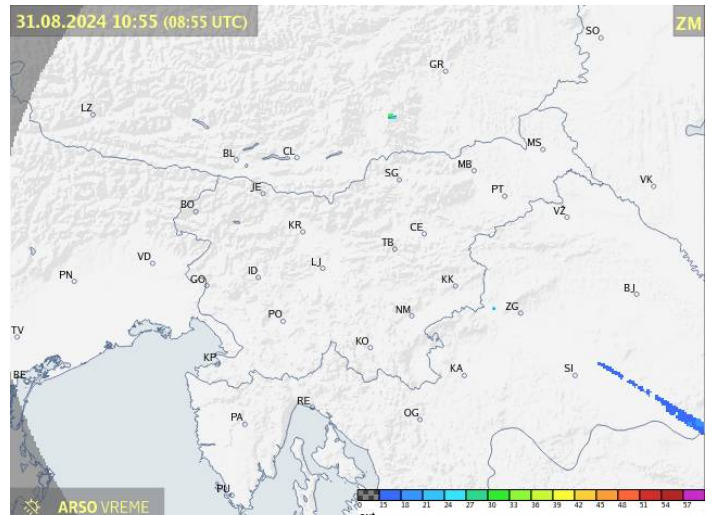 31.08.2024 10:55 (08:55 UTC)
ZM
SO
GR
LZ
MS
BL
CL
MB
SG
VK
JE
PT
BO
VŽ
KR
CE
TB
VD
LJ
PN
ID
GO
KK
BJ
PO
NM
ZG
TV
KO
KP
BE
KA
SI
RE
PA
OG
PU
ARSO VREME
0 15 18 21 24 27 30 33 36 39 42 45 48 51 54 57